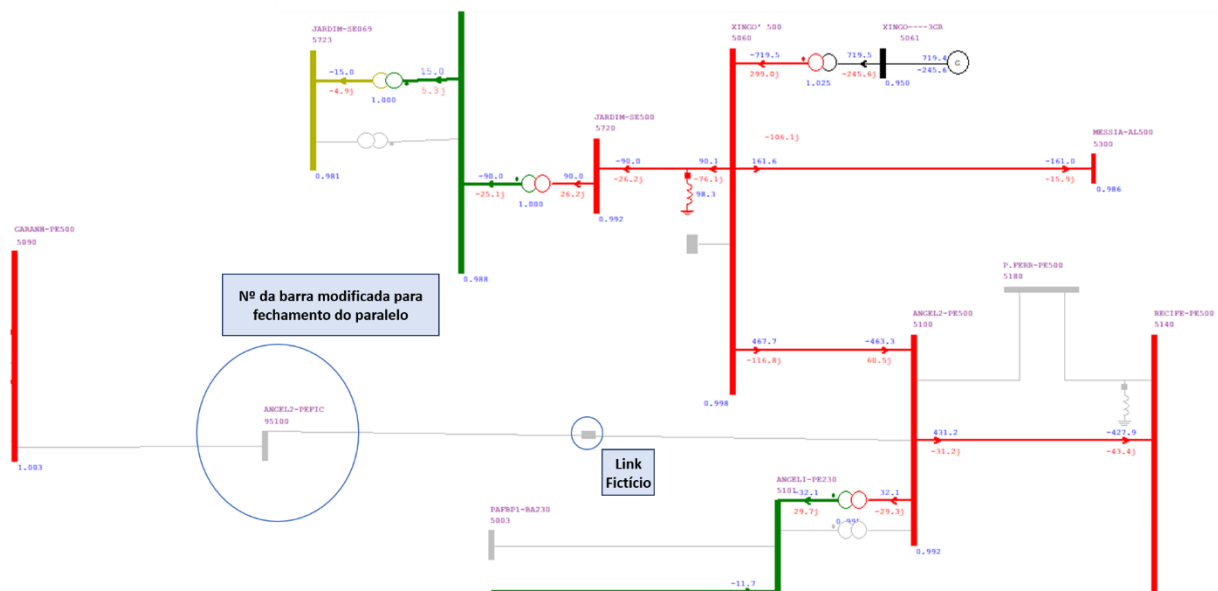 JARDIM-SE069
5723
-15.0
-4.9j
1.000
15.0
5.3j
0.981
XINGO' 500
5060
-719.5
299.0j
1.025
719.5
-245.6j
XINGO----3GR
5061
0.950
719.4
-245.6
G
JARDIM-SE500
5720
-90.0
-25.1j
1.000
90.0
26.2j
0.992
-90.0
-26.2j
90.1
-76.1j
98.3
-106.1j
161.6
MESSIA-AL500
5300
-161.0
-15.9j
0.986
0.988
GARANH-PE500
5090
1.003
Nº da barra modificada para
fechamento do paralelo
ANGEL2-PEFIC
95100
Link
Fictício
467.7
-116.8j
-463.3
60.5j
0.998
P.FERR-PE500
5180
ANGEL2-PE500
5100
RECIFE-PE500
5140
431.2
-31.2j
-427.9
-43.4j
ANGELI-PE230
5101
-32.1
29.7j
32.1
-29.3j
0.992
PAFBP1-BA230
5003
-11.7